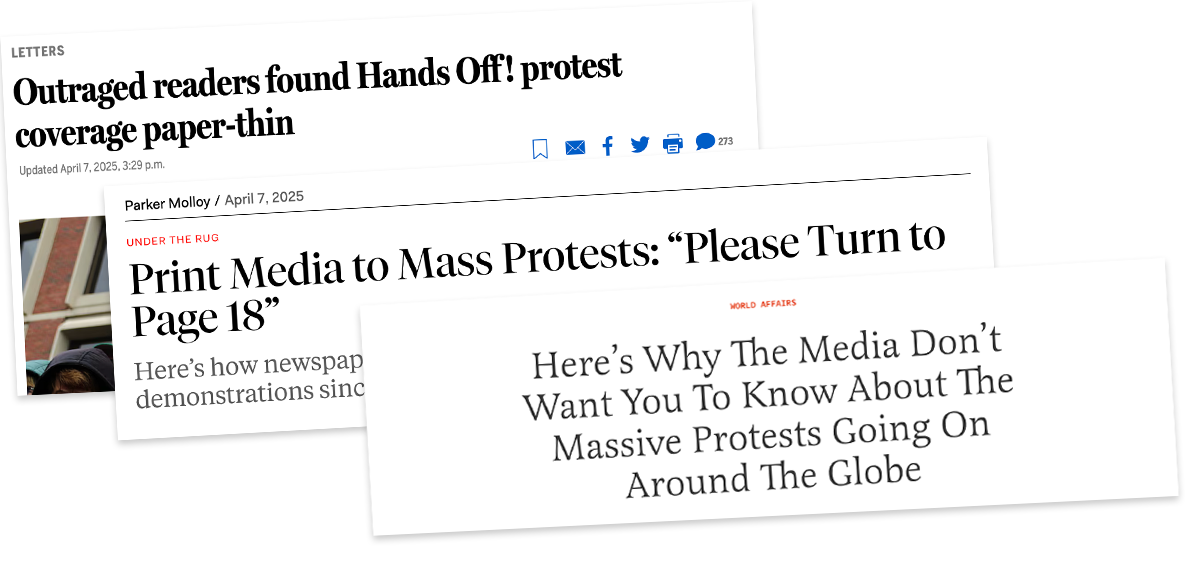 LETTERS
Outraged readers found Hands Off! protest
coverage paper-thin
Updated April 7, 2025, 3:29 p.m.
273
Parker Molloy / April 7, 2025
UNDER THE RUG
Print Media to Mass Protests: “Please Turn to
Page 18”
Here’s how newspap
demonstrations sinc
WORLD AFFAIRS
Here’s Why The Media Don’t
Want You To Know About The
Massive Protests Going On
Around The Globe